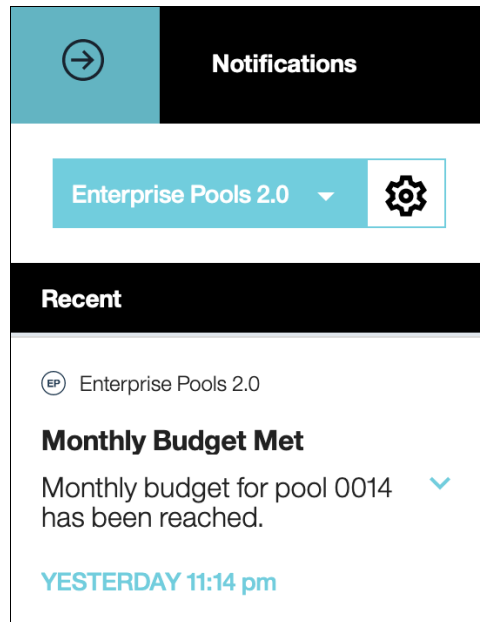 Notifications
Enterprise Pools 2.0
Recent
EP Enterprise Pools 2.0
Monthly Budget Met
Monthly budget for pool 0014
has been reached.
YESTERDAY 11:14 pm